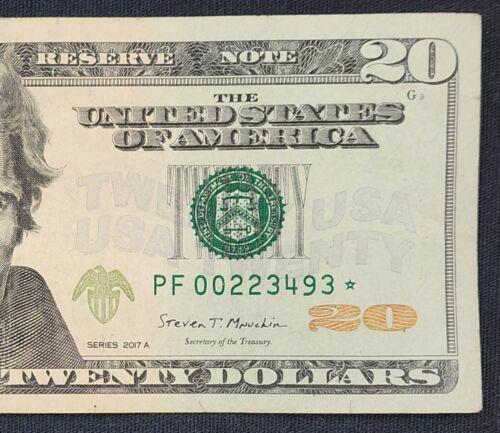 RESERVE NOTE
20
THE
UNITED STATES
OF AMERICA
G
TWENTY USA
USA TWENTY
THE DEPARTMENT OF THE TREASURY
1789
PF 00223493 ★
Steven T. Mnuchin
Secretary of the Treasury.
20
SERIES 2017 A
TWENTY DOLLARS